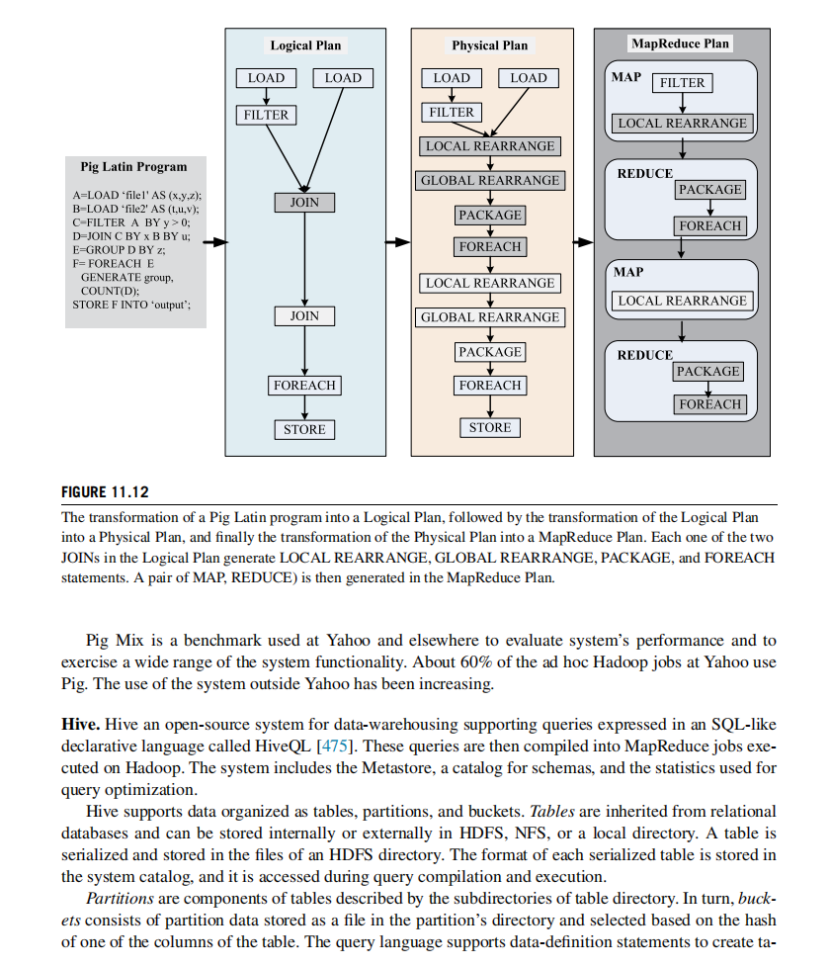 Logical Plan
LOAD LOAD
FILTER
JOIN
JOIN
FOREACH
STORE
Physical Plan
LOAD LOAD
FILTER
LOCAL REARRANGE
GLOBAL REARRANGE
PACKAGE
FOREACH
LOCAL REARRANGE
GLOBAL REARRANGE
PACKAGE
FOREACH
STORE
MapReduce Plan
MAP FILTER
LOCAL REARRANGE
REDUCE
PACKAGE
FOREACH
MAP
LOCAL REARRANGE
REDUCE
PACKAGE
FOREACH
Pig Latin Program
A=LOAD ‘file1’ AS (x,y,z);
B=LOAD ‘file2’ AS (t,u,v);
C=FILTER A BY y > 0;
D=JOIN C BY x B BY u;
E=GROUP D BY z;
F= FOREACH E
GENERATE group,
COUNT(D);
STORE F INTO ‘output’;
FIGURE 11.12
The transformation of a Pig Latin program into a Logical Plan, followed by the transformation of the Logical Plan
into a Physical Plan, and finally the transformation of the Physical Plan into a MapReduce Plan. Each one of the two
JOINs in the Logical Plan generate LOCAL REARRANGE, GLOBAL REARRANGE, PACKAGE, and FOREACH
statements. A pair of MAP, REDUCE) is then generated in the MapReduce Plan.
Pig Mix is a benchmark used at Yahoo and elsewhere to evaluate system’s performance and to
exercise a wide range of the system functionality. About 60% of the ad hoc Hadoop jobs at Yahoo use
Pig. The use of the system outside Yahoo has been increasing.
Hive. Hive an open-source system for data-warehousing supporting queries expressed in an SQL-like
declarative language called HiveQL [475]. These queries are then compiled into MapReduce jobs exe-
cuted on Hadoop. The system includes the Metastore, a catalog for schemas, and the statistics used for
query optimization.
Hive supports data organized as tables, partitions, and buckets. Tables are inherited from relational
databases and can be stored internally or externally in HDFS, NFS, or a local directory. A table is
serialized and stored in the files of an HDFS directory. The format of each serialized table is stored in
the system catalog, and it is accessed during query compilation and execution.
Partitions are components of tables described by the subdirectories of table directory. In turn, buck-
ets consists of partition data stored as a file in the partition’s directory and selected based on the hash
of one of the columns of the table. The query language supports data-definition statements to create ta-